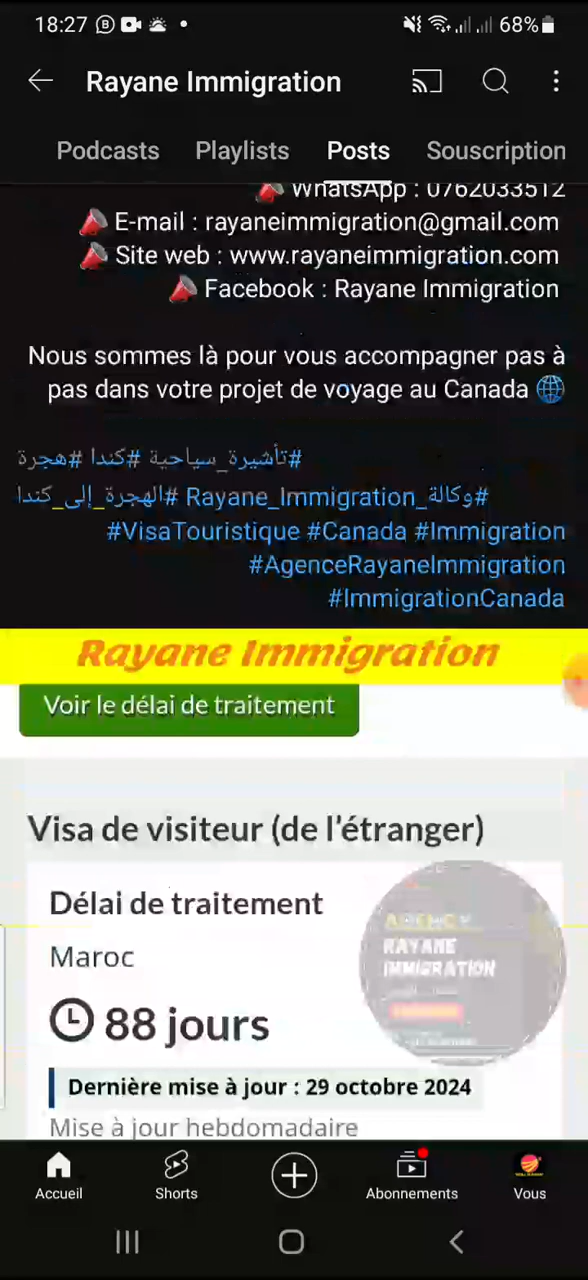 18:27
68%
Rayane Immigration
Podcasts Playlists Posts Souscription
WhatsApp : 0762033512
E-mail : rayaneimmigration@gmail.com
Site web : www.rayaneimmigration.com
Facebook : Rayane Immigration
Nous sommes là pour vous accompagner pas à
pas dans votre projet de voyage au Canada 🌐
#تأشيرة_سياحية #كندا #هجرة
#وكالة_Rayane_Immigration #الهجرة_إلى_كندا
#VisaTouristique #Canada #Immigration
#AgenceRayaneImmigration
#ImmigrationCanada
Rayane Immigration
Voir le délai de traitement
Visa de visiteur (de l'étranger)
Délai de traitement
Maroc
88 jours
Dernière mise à jour : 29 octobre 2024
Mise à jour hebdomadaire
AGENCY
RAYANE
IMMIGRATION
Accueil Shorts Abonnements Vous